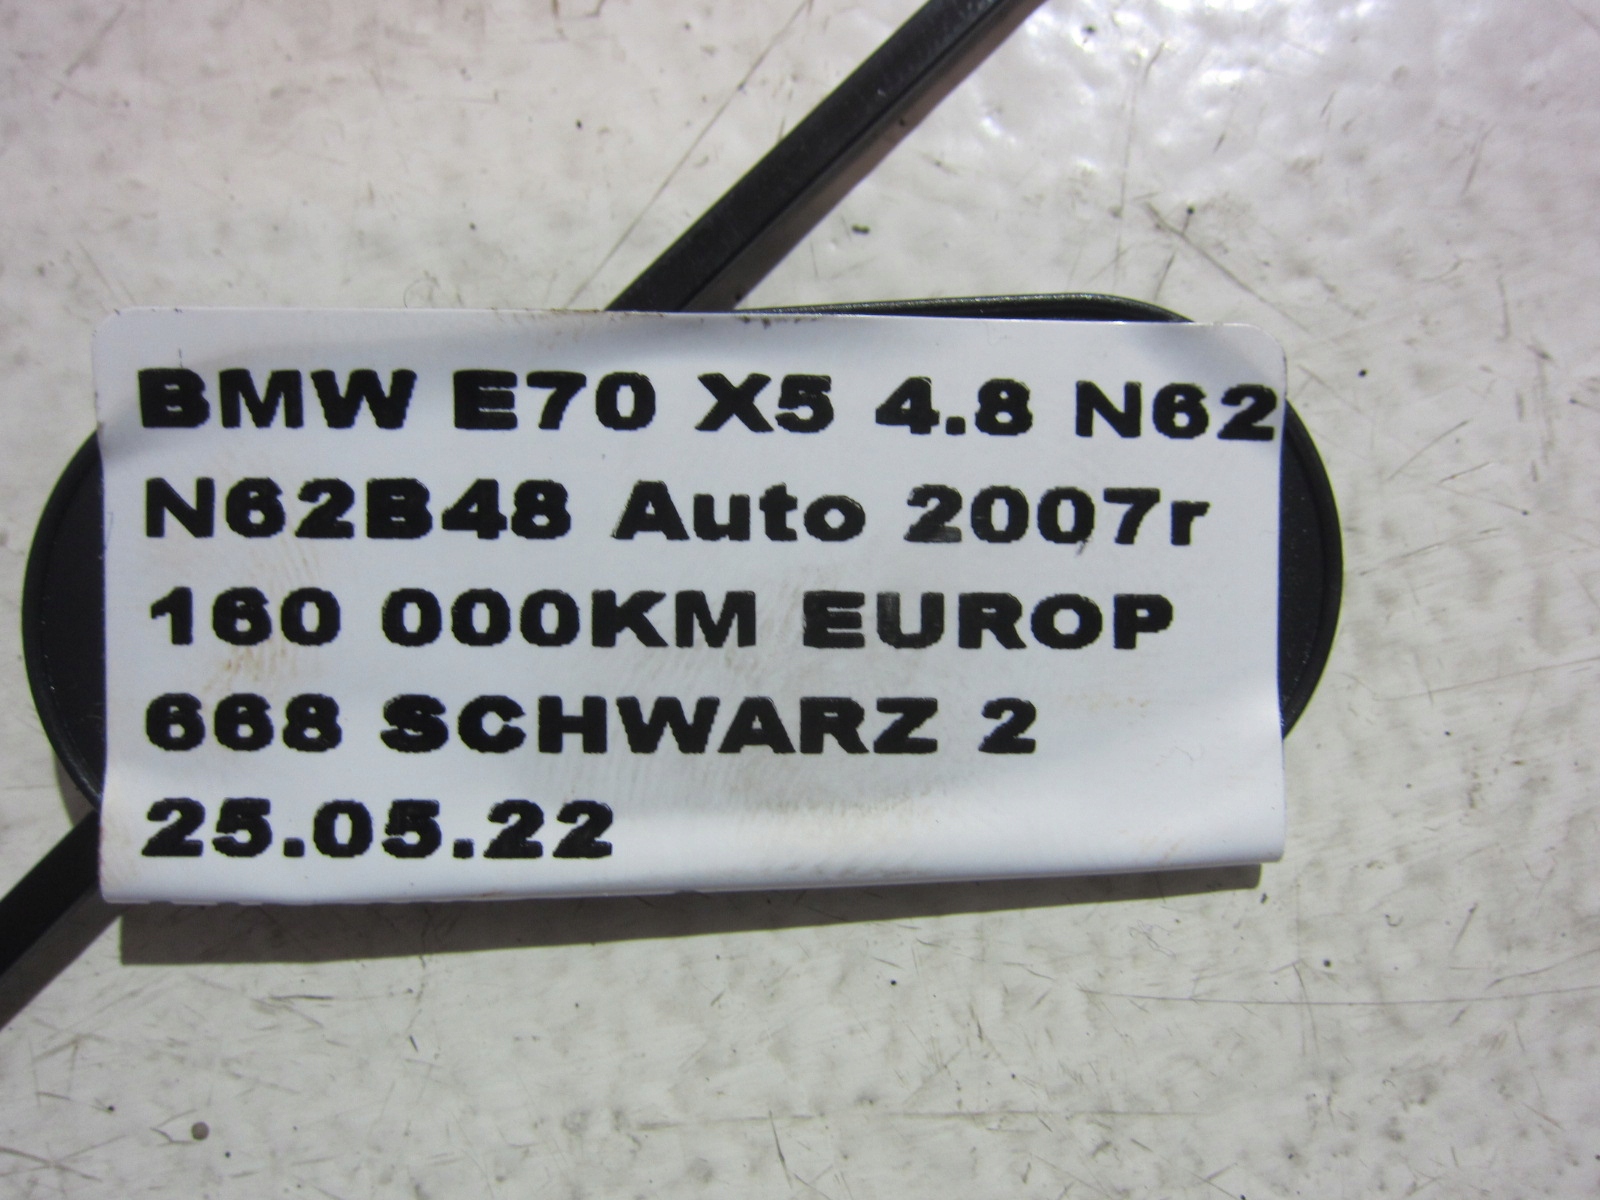 BMW E70 X5 4.8 N62
N62B48 Auto 2007r
160 000KM EUROP
668 SCHWARZ 2
25.05.22